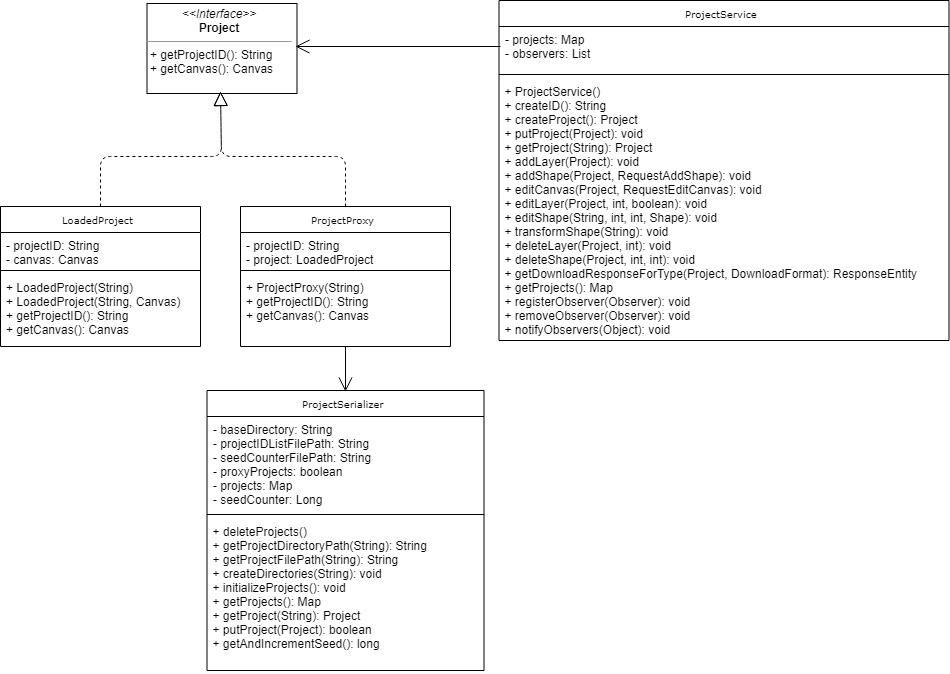 <<Interface>>
Project
+ getProjectID(): String
+ getCanvas(): Canvas
ProjectService
- projects: Map
- observers: List
+ ProjectService()
+ createID(): String
+ createProject(): Project
+ putProject(Project): void
+ getProject(String): Project
+ addLayer(Project): void
+ addShape(Project, RequestAddShape): void
+ editCanvas(Project, RequestEditCanvas): void
+ editLayer(Project, int, boolean): void
+ editShape(String, int, int, Shape): void
+ transformShape(String): void
+ deleteLayer(Project, int): void
+ deleteShape(Project, int, int): void
+ getDownloadResponseForType(Project, DownloadFormat): ResponseEntity
+ getProjects(): Map
+ registerObserver(Observer): void
+ removeObserver(Observer): void
+ notifyObservers(Object): void
LoadedProject
- projectID: String
- canvas: Canvas
+ LoadedProject(String)
+ LoadedProject(String, Canvas)
+ getProjectID(): String
+ getCanvas(): Canvas
ProjectProxy
- projectID: String
- project: LoadedProject
+ ProjectProxy(String)
+ getProjectID(): String
+ getCanvas(): Canvas
ProjectSerializer
- baseDirectory: String
- projectIDListFilePath: String
- seedCounterFilePath: String
- proxyProjects: boolean
- projects: Map
- seedCounter: Long
+ deleteProjects()
+ getProjectDirectoryPath(String): String
+ getProjectFilePath(String): String
+ createDirectories(String): void
+ initializeProjects(): void
+ getProjects(): Map
+ getProject(String): Project
+ putProject(Project): boolean
+ getAndIncrementSeed(): long